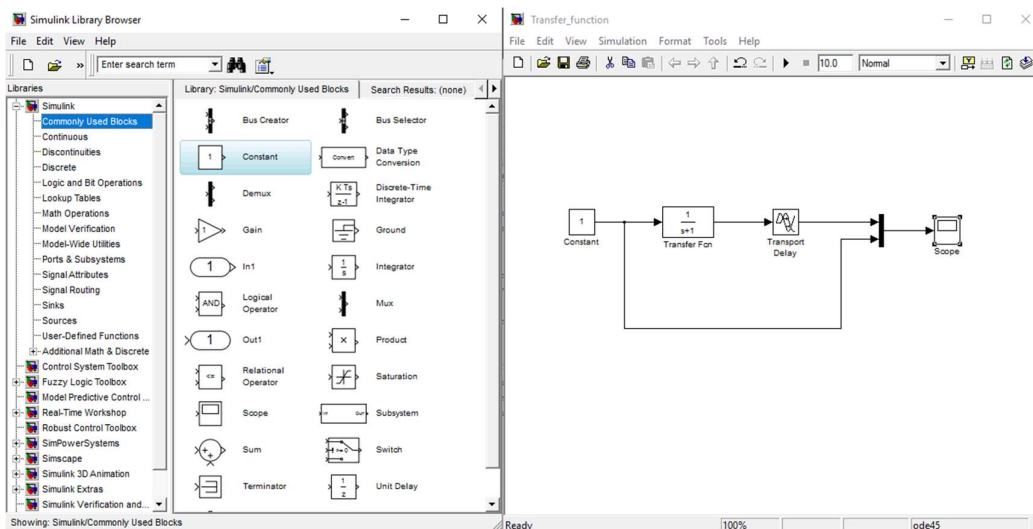 Simulink Library Browser
File Edit View Help
» Enter search term
Libraries
Simulink
Commonly Used Blocks
Continuous
Discontinuities
Discrete
Logic and Bit Operations
Lookup Tables
Math Operations
Model Verification
Model-Wide Utilities
Ports & Subsystems
Signal Attributes
Signal Routing
Sinks
Sources
User-Defined Functions
Additional Math & Discrete
Control System Toolbox
Fuzzy Logic Toolbox
Model Predictive Control ...
Real-Time Workshop
Robust Control Toolbox
SimPowerSystems
Simscape
Simulink 3D Animation
Simulink Extras
Simulink Verification and...
Library: Simulink/Commonly Used Blocks Search Results: (none)
Bus Creator Bus Selector
1 Constant Convert Data Type
Conversion
Demux K Ts
z-1 Discrete-Time
Integrator
1 Gain Ground
1 In1 1
s Integrator
AND Logical
Operator Mux
1 Out1 × Product
<= Relational
Operator Saturation
Scope In Out Subsystem
+
+ Sum Switch
Terminator 1
z Unit Delay
Showing: Simulink/Commonly Used Blocks
Transfer_function
File Edit View Simulation Format Tools Help
10.0 Normal
1
Constant
1
s+1
Transfer Fcn
Transport
Delay
Scope
Ready 100% ode45